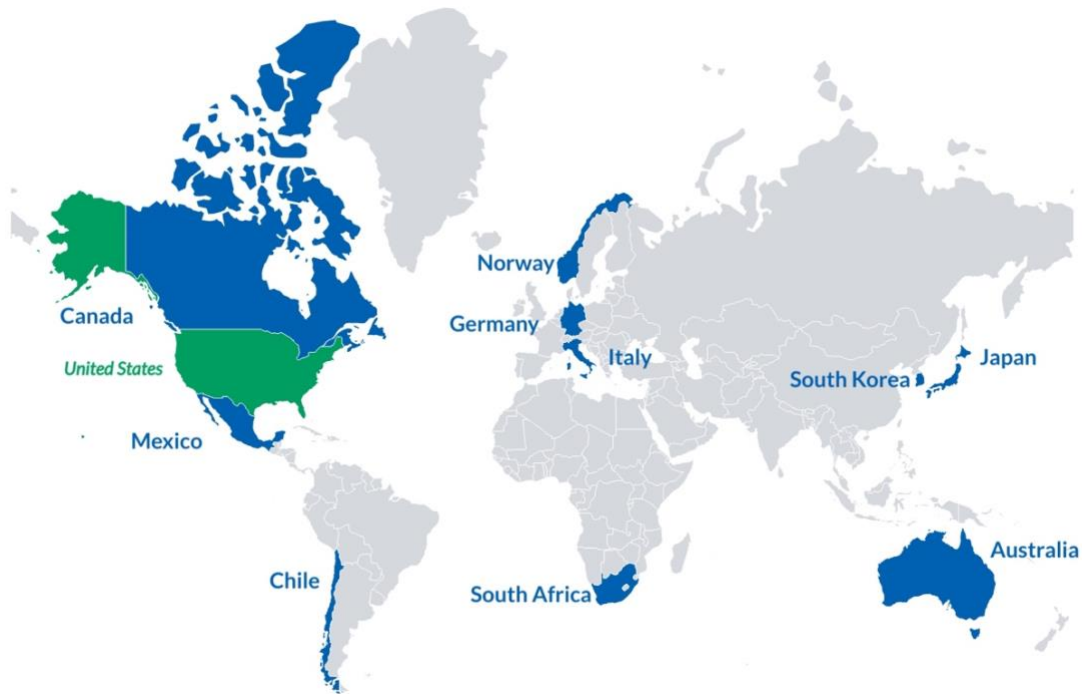 Norway
Canada
Germany
United States
Italy
Japan
South Korea
Mexico
Australia
Chile
South Africa